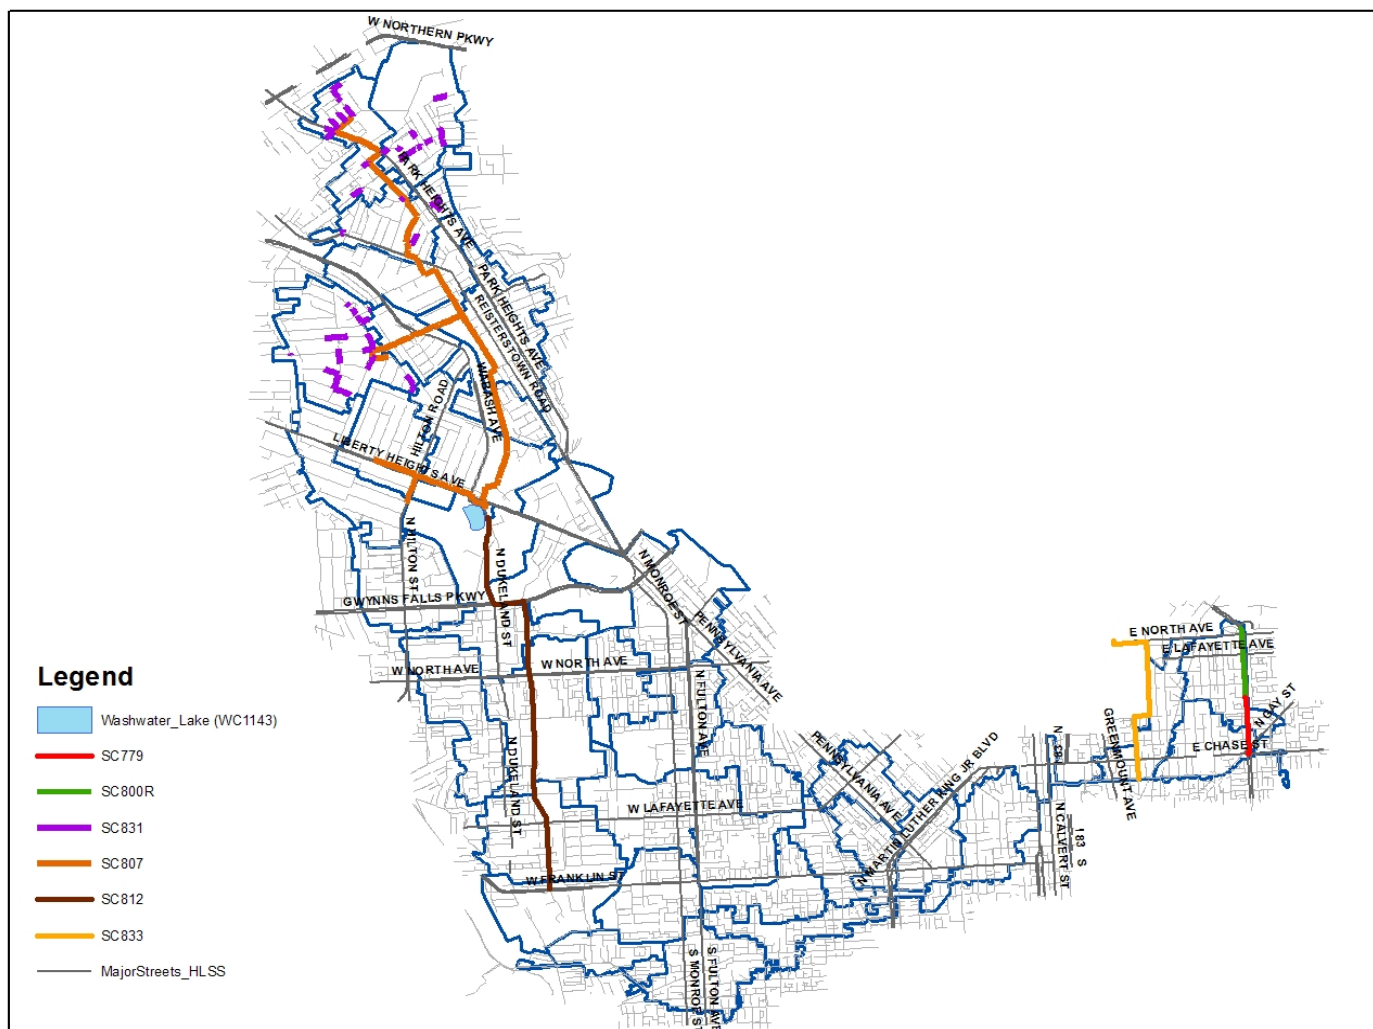 W NORTHERN PKWY
PARK HEIGHTS AVE
PARK HEIGHTS AVE
REISTERSTOWN ROAD
WABASH AVE
HILTON ROAD
LIBERTY HEIGHTS AVE
N HILTON ST
N DUKELAND ST
GWYNNS FALLS PKWY
N MONROE ST
PENNSYLVANIA AVE
W NORTH AVE
W NORTH AVE
N FULTON AVE
E NORTH AVE
E LAFAYETTE AVE
N GAY ST
E CHASE ST
GREENMOUNT AVE
N DUKELAND ST
PENNSYLVANIA AVE
N MARTIN LUTHER KING JR BLVD
W LAFAYETTE AVE
N CALVERT ST
I 83 S
W FRANKLIN ST
S MONROE ST
S FULTON AVE
Legend
Washwater_Lake (WC1143)
SC779
SC800R
SC831
SC807
SC812
SC833
MajorStreets_HLSS